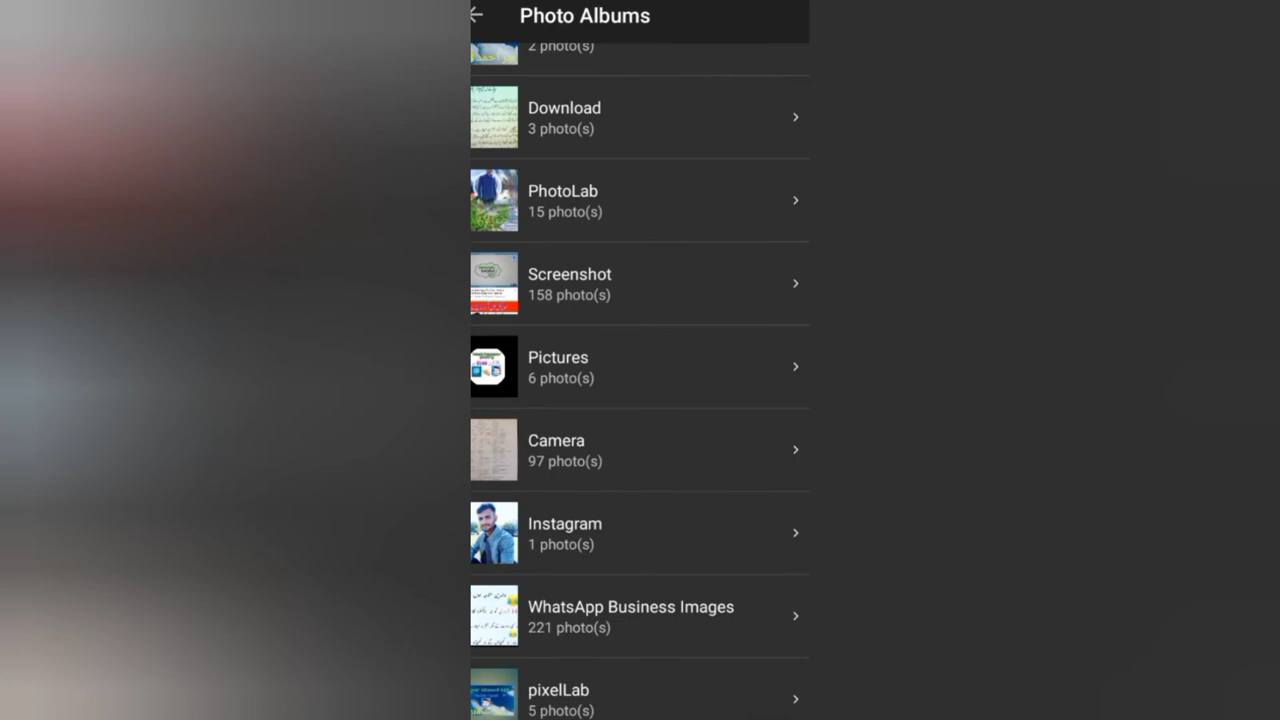 Photo Albums
2 photo(s)
Download
3 photo(s)
PhotoLab
15 photo(s)
Screenshot
158 photo(s)
Pictures
6 photo(s)
Camera
97 photo(s)
Instagram
1 photo(s)
WhatsApp Business Images
221 photo(s)
pixelLab
5 photo(s)